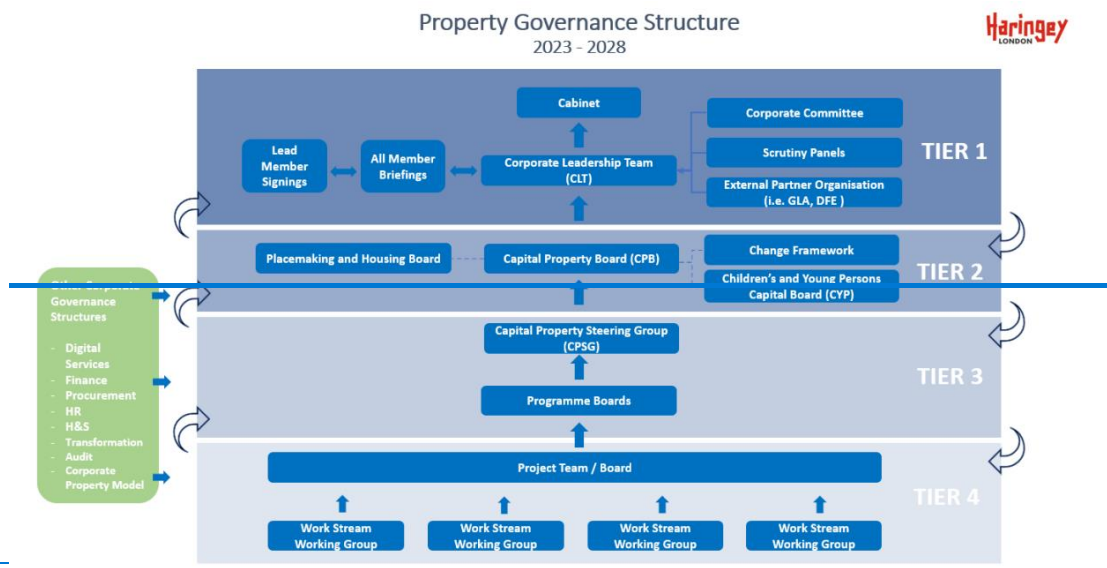 Property Governance Structure
2023 - 2028
Haringey
LONDON
Cabinet
Corporate Committee
Lead
Member
Signings
All Member
Briefings
Corporate Leadership Team
(CLT)
Scrutiny Panels
External Partner Organisation
(i.e. GLA, DFE )
TIER 1
Placemaking and Housing Board
Capital Property Board (CPB)
Change Framework
Children's and Young Persons
Capital Board (CYP)
TIER 2
Other Corporate
Governance
Structures
- Digital
Services
- Finance
- Procurement
- HR
- H&S
- Transformation
- Audit
- Corporate
Property Model
Capital Property Steering Group
(CPSG)
Programme Boards
TIER 3
Project Team / Board
TIER 4
Work Stream
Working Group
Work Stream
Working Group
Work Stream
Working Group
Work Stream
Working Group